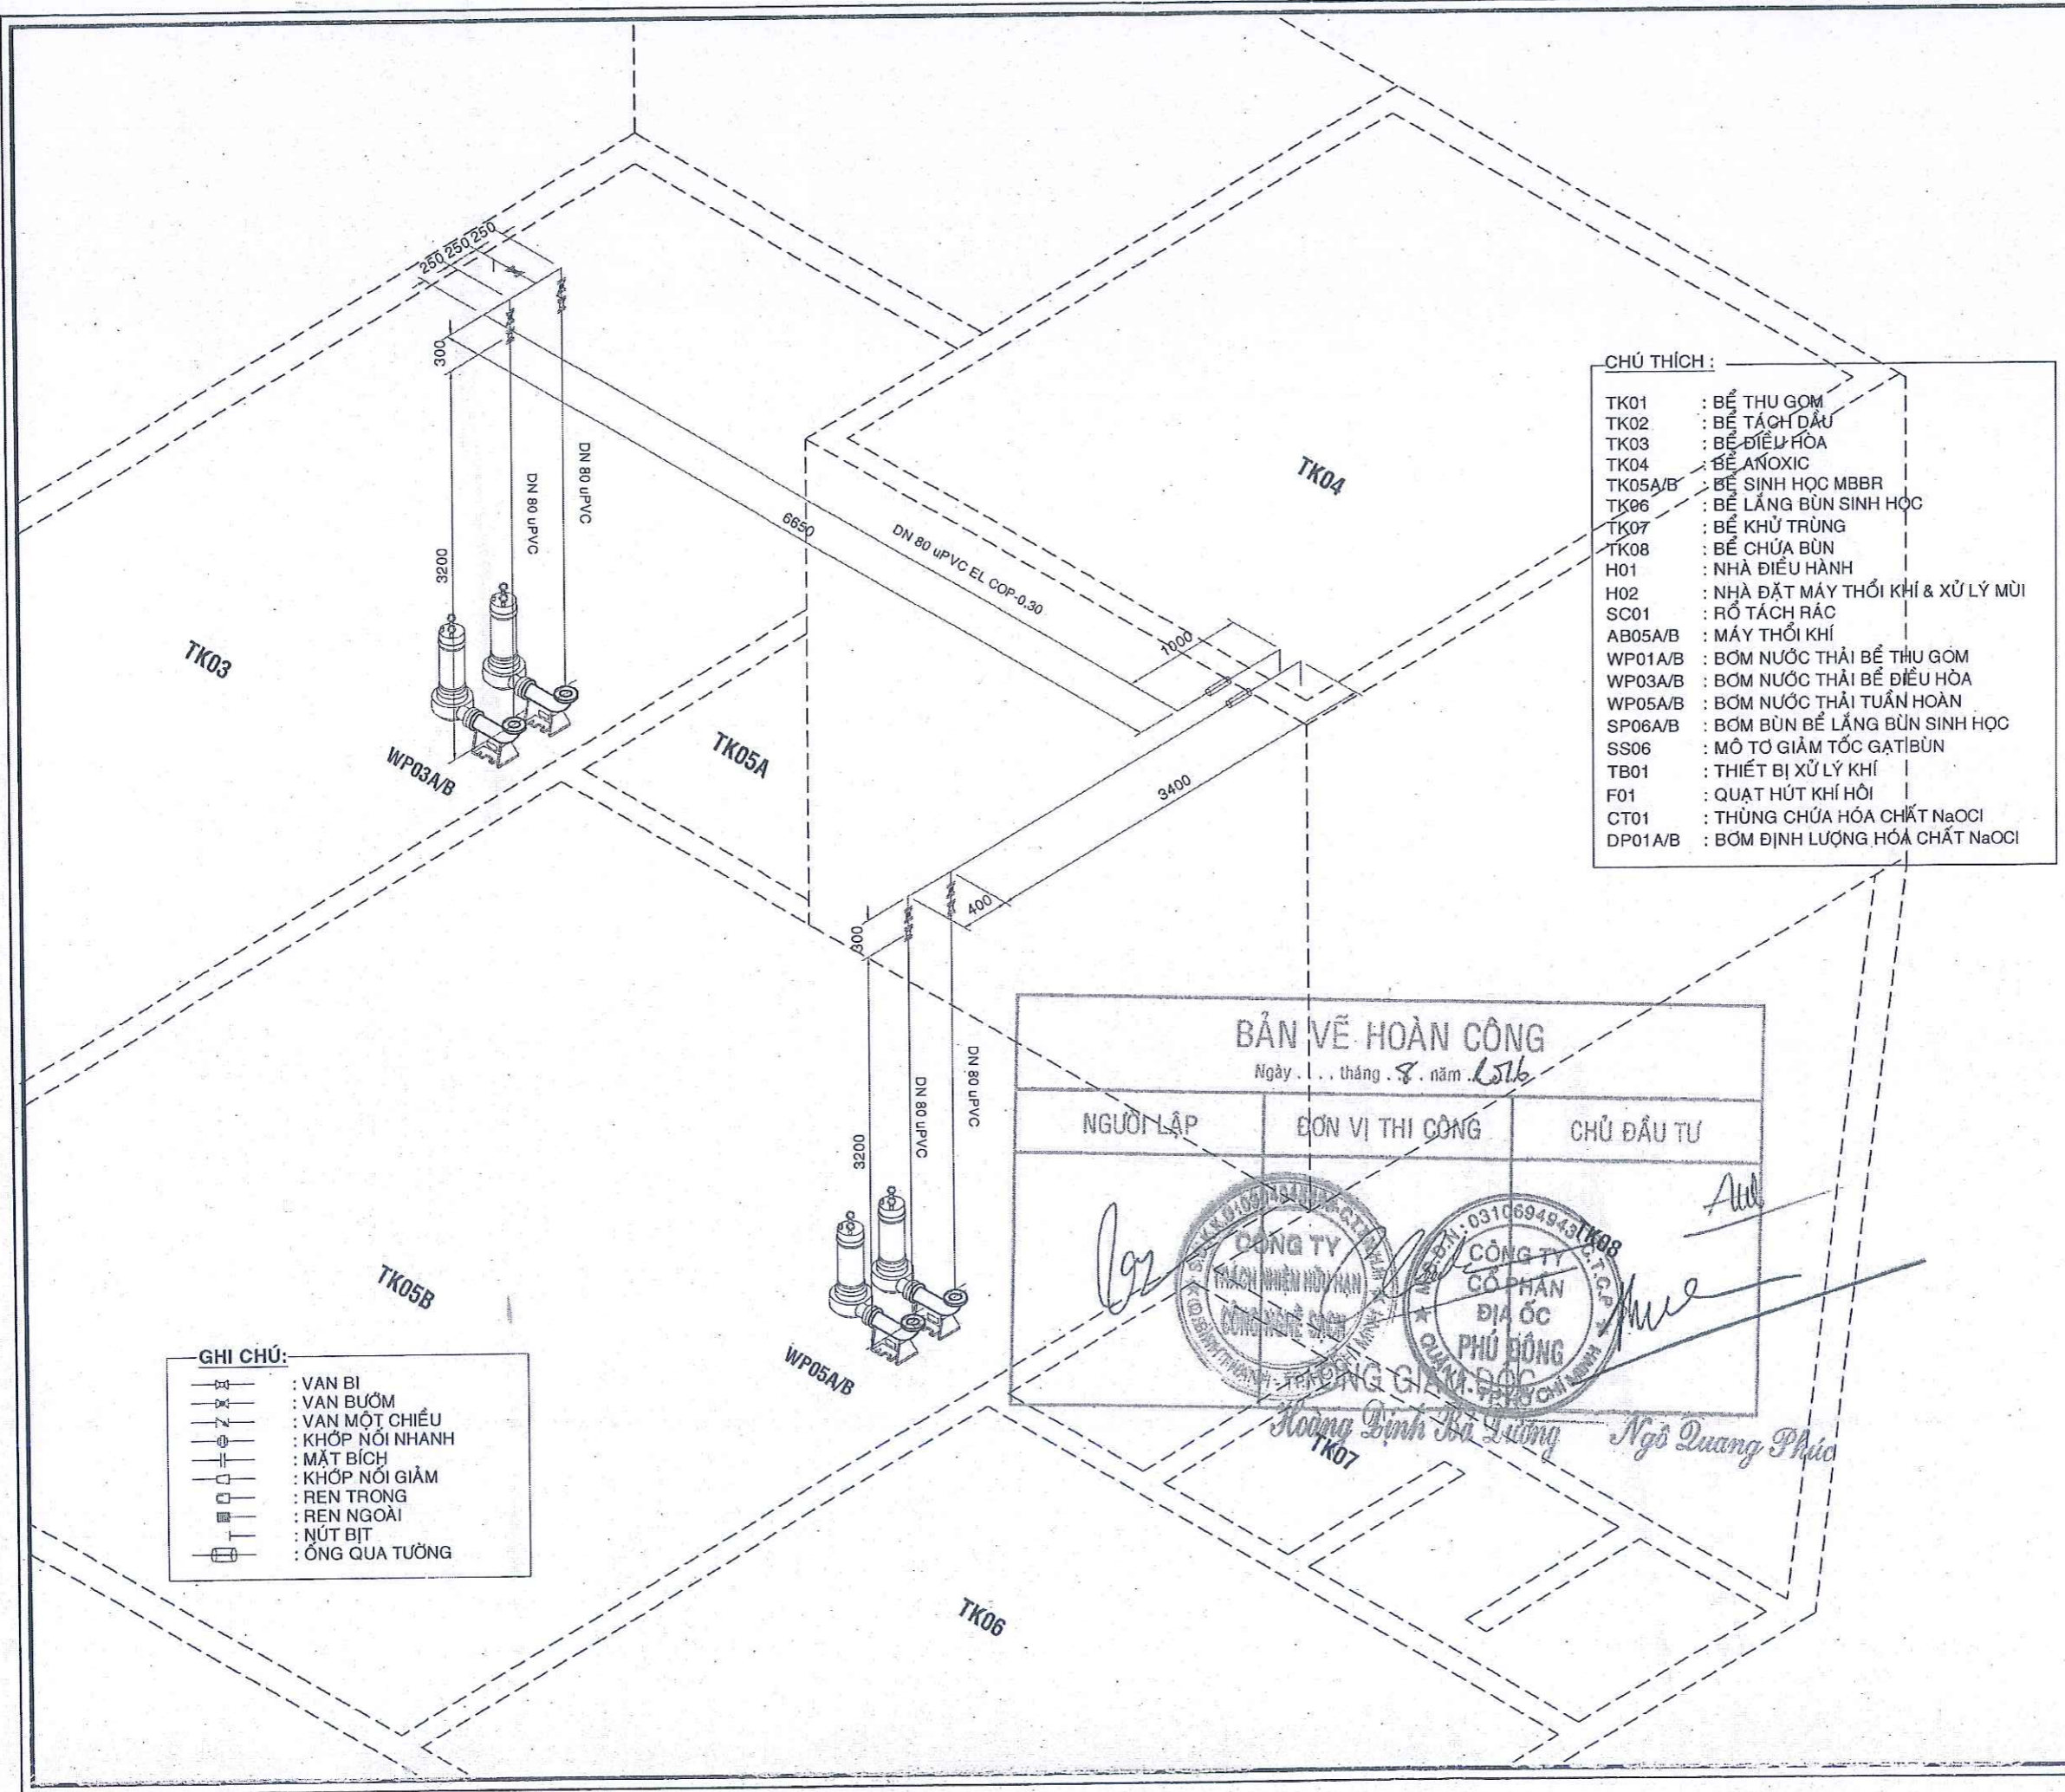 250 250 250
300
3200
DN 80 uPVC
DN 80 uPVC
6650
DN 80 uPVC EL COP-0.30
1000
3400
400
300
3200
DN 80 uPVC
DN 80 uPVC
TK03
WP03A/B
TK04
TK05A
TK05B
WP05A/B
TK06
TK07
TK08
CHÚ THÍCH :
TK01 : BỂ THU GOM
TK02 : BỂ TÁCH DẦU
TK03 : BỂ ĐIỀU HÒA
TK04 : BỂ ANOXIC
TK05A/B : BỂ SINH HỌC MBBR
TK06 : BỂ LẮNG BÙN SINH HỌC
TK07 : BỂ KHỬ TRÙNG
TK08 : BỂ CHỨA BÙN
H01 : NHÀ ĐIỀU HÀNH
H02 : NHÀ ĐẶT MÁY THỔI KHÍ & XỬ LÝ MÙI
SC01 : RỔ TÁCH RÁC
AB05A/B : MÁY THỔI KHÍ
WP01A/B : BƠM NƯỚC THẢI BỂ THU GOM
WP03A/B : BƠM NƯỚC THẢI BỂ ĐIỀU HÒA
WP05A/B : BƠM NƯỚC THẢI TUẦN HOÀN
SP06A/B : BƠM BÙN BỂ LẮNG BÙN SINH HỌC
SS06 : MÔ TƠ GIẢM TỐC GẠT BÙN
TB01 : THIẾT BỊ XỬ LÝ KHÍ
F01 : QUẠT HÚT KHÍ HÔI
CT01 : THÙNG CHỨA HÓA CHẤT NaOCl
DP01A/B : BƠM ĐỊNH LƯỢNG HÓA CHẤT NaOCl
BẢN VẼ HOÀN CÔNG
Ngày .... tháng . 8 . năm . 2016
NGƯỜI LẬP ĐƠN VỊ THI CÔNG CHỦ ĐẦU TƯ
CÔNG TY
TRÁCH NHIỆM HỮU HẠN
CÔNG NGHỆ SẠCH
M.S.D.N: 0310694943 C.T.C.P
CÔNG TY
CỔ PHẦN
ĐỊA ỐC
PHÚ ĐÔNG
TP. HỒ CHÍ MINH
GIÁM ĐỐC
Hoàng Đình Bá Ngô Quang Phúc
GHI CHÚ:
: VAN BI
: VAN BƯỚM
: VAN MỘT CHIỀU
: KHỚP NỐI NHANH
: MẶT BÍCH
: KHỚP NỐI GIẢM
: REN TRONG
: REN NGOÀI
: NÚT BỊT
: ỐNG QUA TƯỜNG